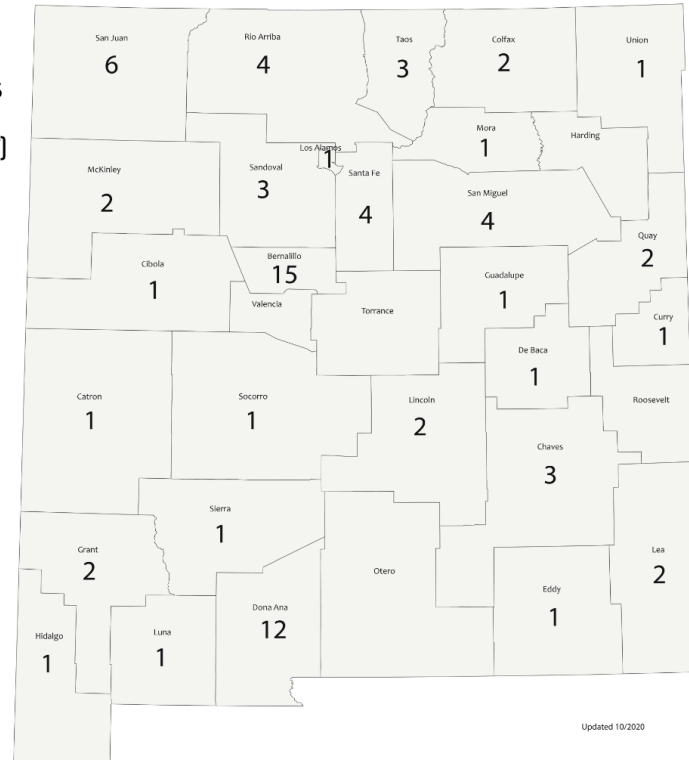 San Juan
6
Rio Arriba
4
Taos
3
Colfax
2
Union
1
Mora
1
Harding
Los Alamos
1
McKinley
2
Sandoval
3
Santa Fe
4
San Miguel
4
Quay
2
Cibola
1
Bernalillo
15
Valencia
Torrance
Guadalupe
1
Curry
1
De Baca
1
Catron
1
Socorro
1
Lincoln
2
Roosevelt
Chaves
3
Sierra
1
Grant
2
Otero
Lea
2
Eddy
1
Dona Ana
12
Luna
1
Hidalgo
1
Updated 10/2020